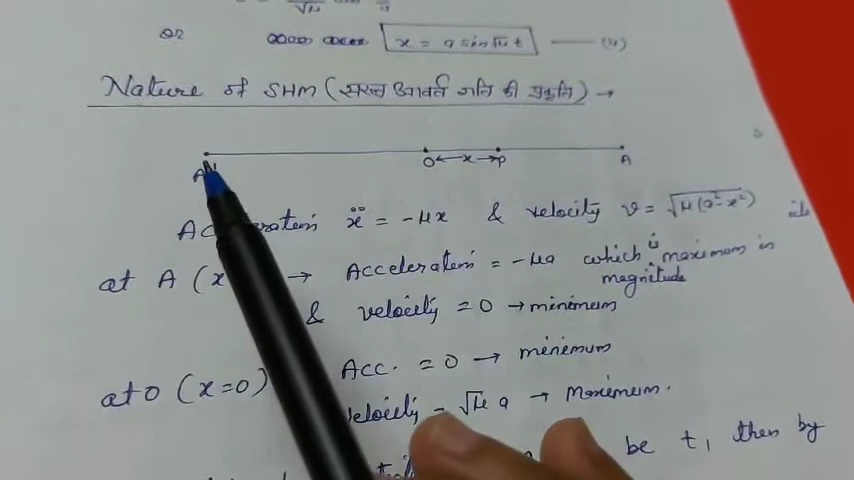 √μ
or x = a sin√μ t —— (4)
Nature of SHM (सरल आवर्त गति की प्रकृति) →
A' O ←x→ P A
Acceleration ẍ = -μx & velocity v = √μ(a²-x²)
at A (x → Acceleration = -μa which is maximum in magnitude
& velocity = 0 → minimum
at O (x=0) Acc. = 0 → minimum
velocity = √μ a → Maximum.
be t₁ then by